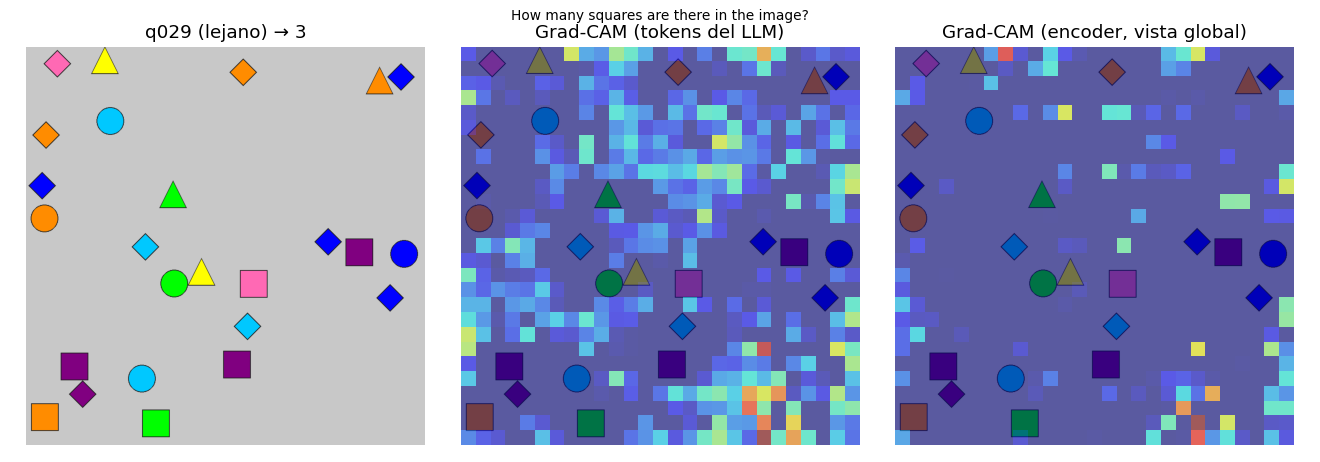 How many squares are there in the image?
q029 (lejano) → 3
Grad-CAM (tokens del LLM)
Grad-CAM (encoder, vista global)